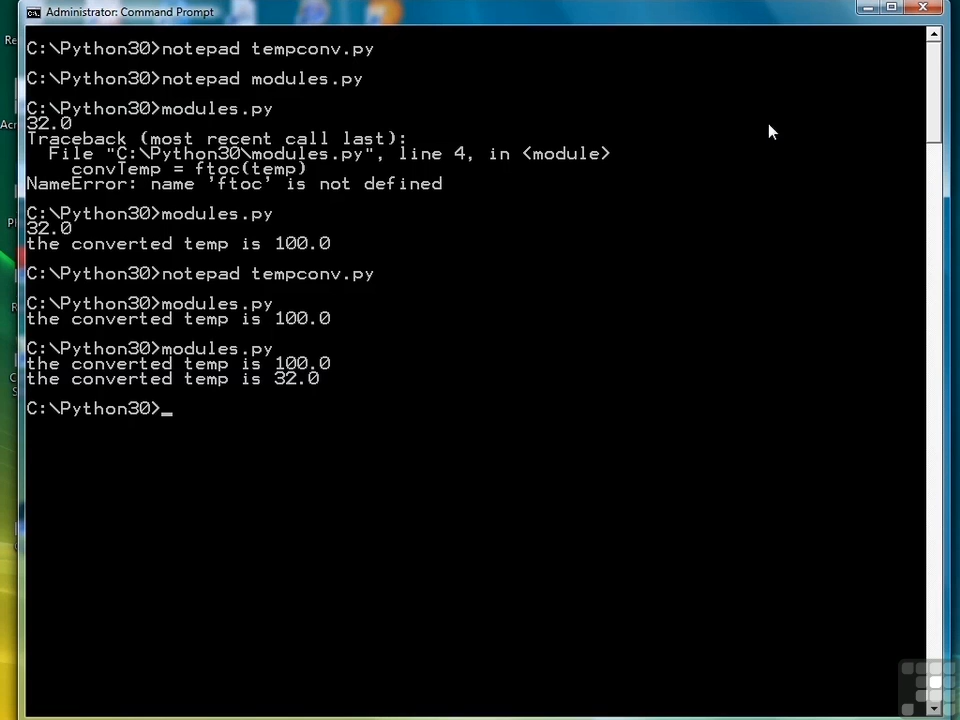 Administrator: Command Prompt
C:\Python30>notepad tempconv.py
C:\Python30>notepad modules.py
C:\Python30>modules.py
32.0
Traceback (most recent call last):
  File "C:\Python30\modules.py", line 4, in <module>
    convTemp = ftoc(temp)
NameError: name 'ftoc' is not defined
C:\Python30>modules.py
32.0
the converted temp is 100.0
C:\Python30>notepad tempconv.py
C:\Python30>modules.py
the converted temp is 100.0
C:\Python30>modules.py
the converted temp is 100.0
the converted temp is 32.0
C:\Python30>_